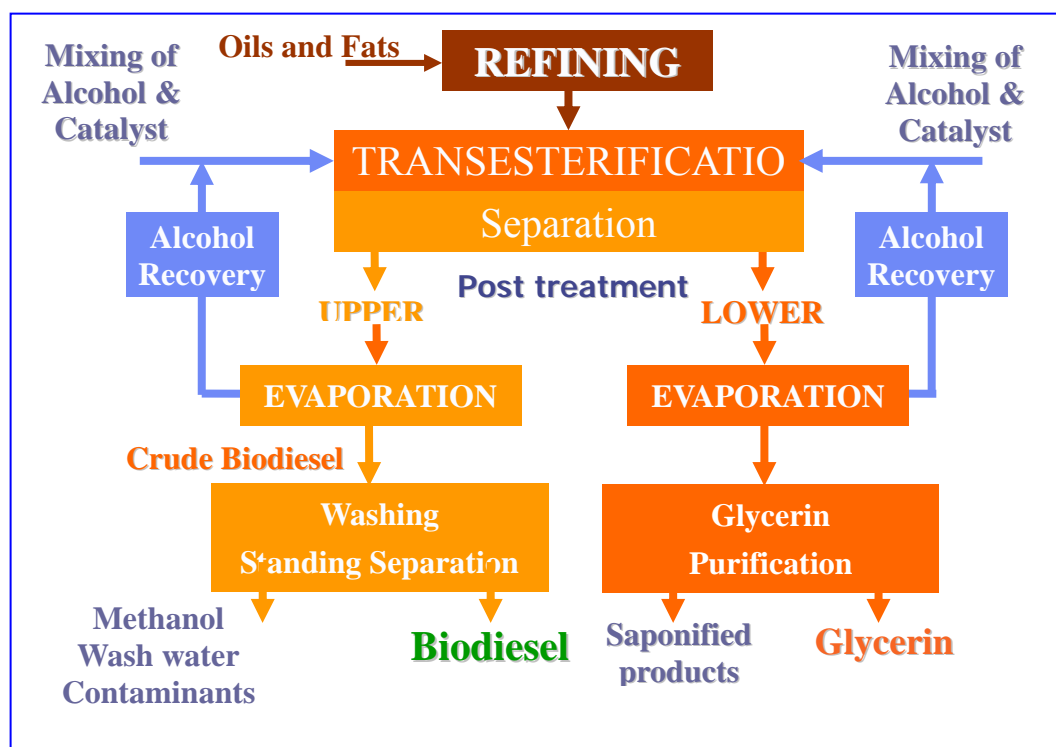 Oils and Fats
REFINING
Mixing of
Alcohol &
Catalyst
Mixing of
Alcohol &
Catalyst
TRANSESTERIFICATIO
Separation
Alcohol
Recovery
Alcohol
Recovery
Post treatment
UPPER
LOWER
EVAPORATION
EVAPORATION
Crude Biodiesel
Washing
Standing Separation
Glycerin
Purification
Methanol
Wash water
Contaminants
Biodiesel
Saponified
products
Glycerin